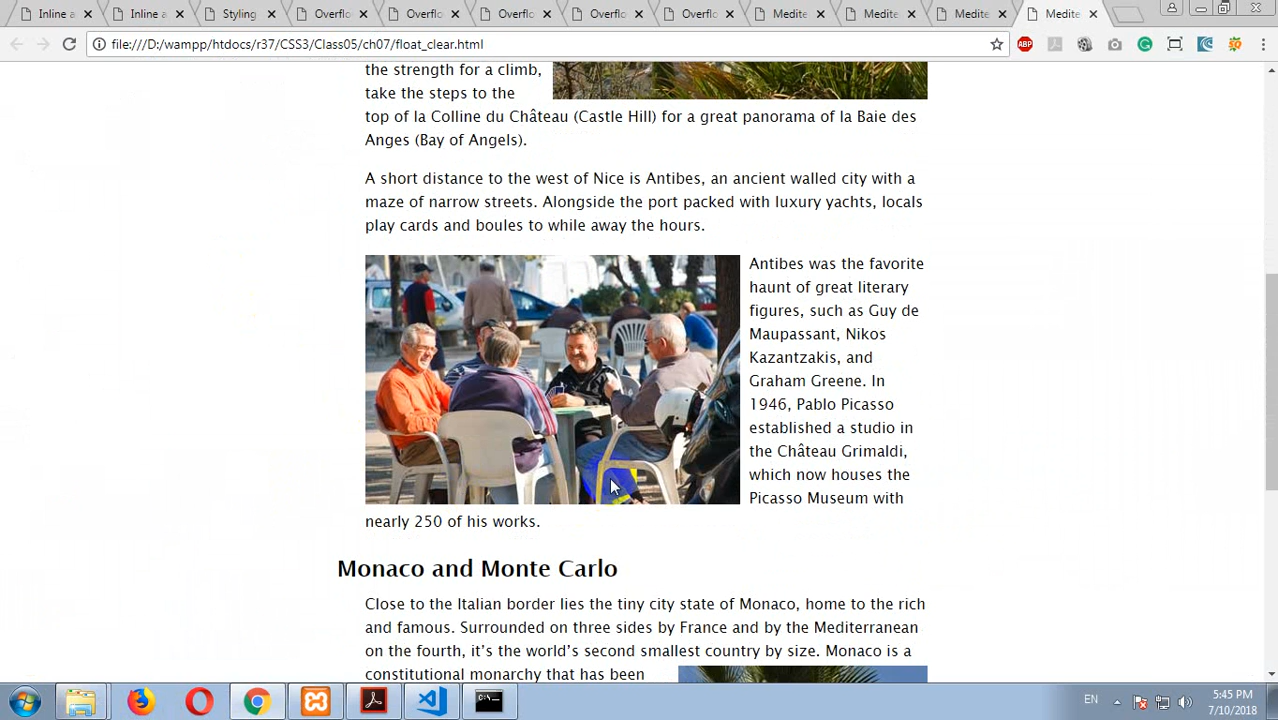 Inline a
Inline a
Styling
Overflo
Overflo
Overflo
Overflo
Overflo
Medite
Medite
Medite
Medite
file:///D:/wampp/htdocs/r37/CSS3/Class05/ch07/float_clear.html
ABP
the strength for a climb,
take the steps to the
top of la Colline du Château (Castle Hill) for a great panorama of la Baie des
Anges (Bay of Angels).
A short distance to the west of Nice is Antibes, an ancient walled city with a
maze of narrow streets. Alongside the port packed with luxury yachts, locals
play cards and boules to while away the hours.
Antibes was the favorite
haunt of great literary
figures, such as Guy de
Maupassant, Nikos
Kazantzakis, and
Graham Greene. In
1946, Pablo Picasso
established a studio in
the Château Grimaldi,
which now houses the
Picasso Museum with
nearly 250 of his works.
Monaco and Monte Carlo
Close to the Italian border lies the tiny city state of Monaco, home to the rich
and famous. Surrounded on three sides by France and by the Mediterranean
on the fourth, it’s the world’s second smallest country by size. Monaco is a
constitutional monarchy that has been
EN
5:45 PM
7/10/2018